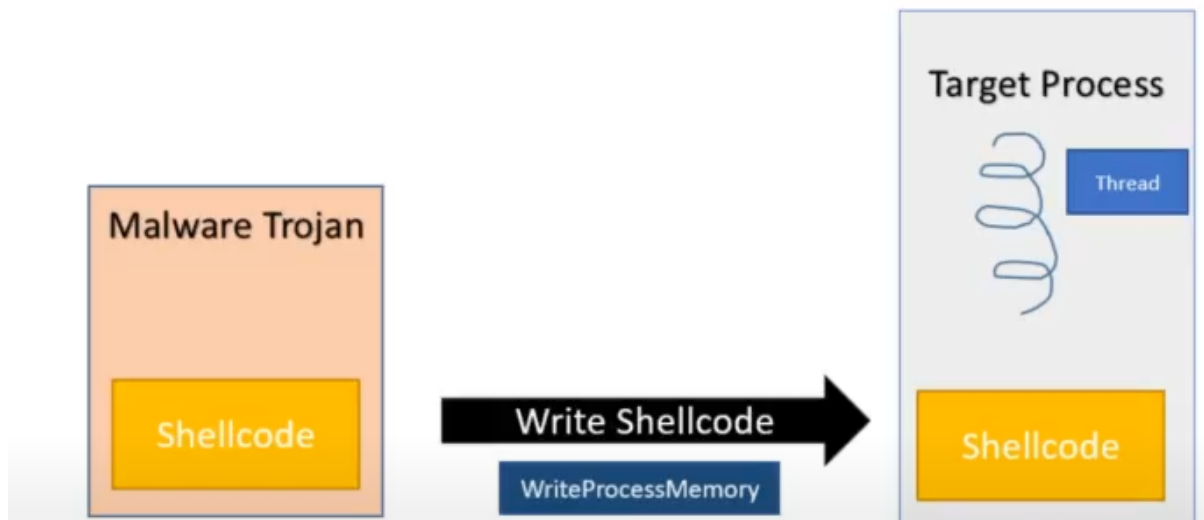 Malware Trojan
Shellcode
Write Shellcode
WriteProcessMemory
Target Process
Thread
Shellcode